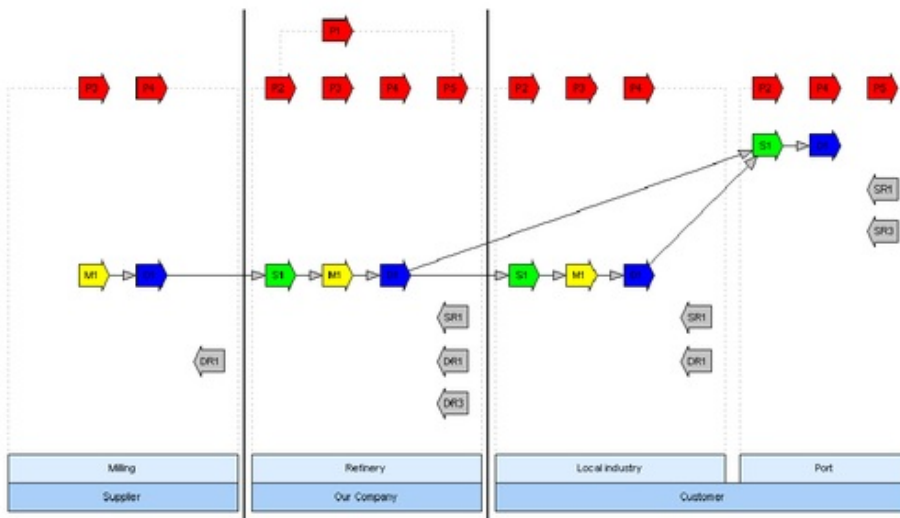 P1
P3 P4 P2 P3 P4 P5 P2 P3 P4 P2 P4 P5
S1
SR1
SR3
M1 S1 M1 S1 M1
SR1 SR1
DR1 DR1 DR1
DR3
Milling Refinery Local industry Port
Supplier Our Company Customer